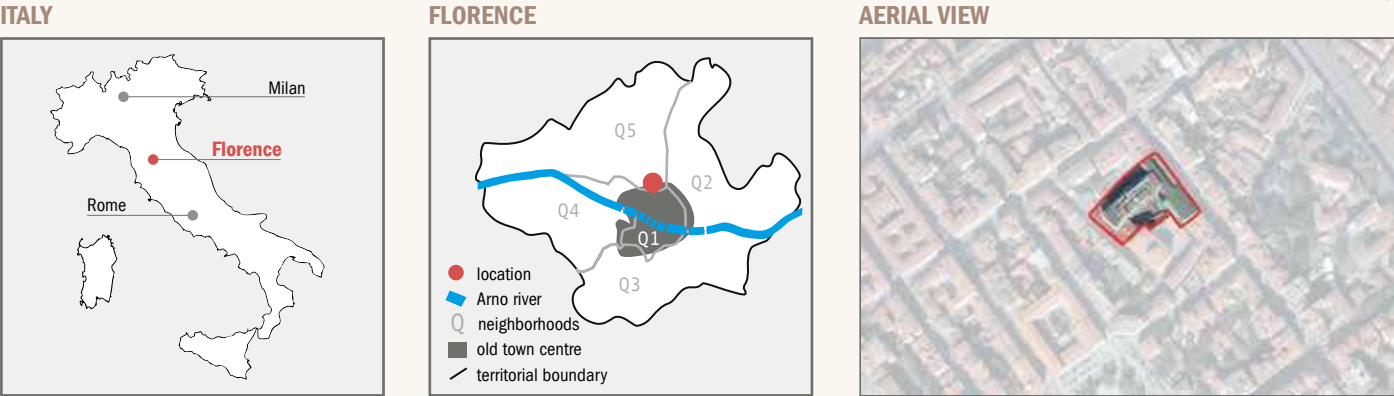 ITALY
Milan
Florence
Rome
FLORENCE
Q5
Q2
Q4
Q1
Q3
location
Arno river
Q neighborhoods
old town centre
territorial boundary
AERIAL VIEW